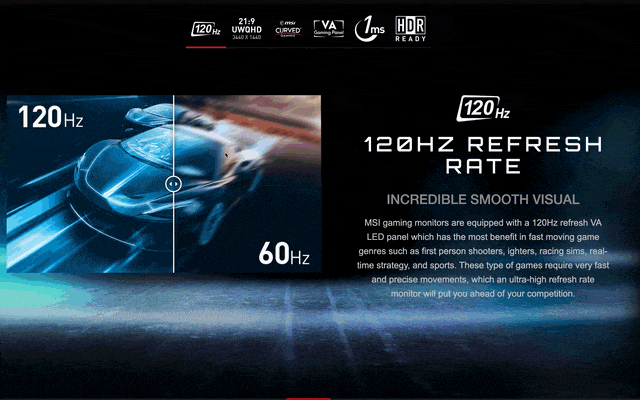 120Hz
21:9
UWQHD
3440 X 1440
msi
CURVED
GAMING
VA
Gaming Panel
1ms
HDR
READY
120Hz
60Hz
120Hz
120HZ REFRESH
RATE
INCREDIBLE SMOOTH VISUAL
MSI gaming monitors are equipped with a 120Hz refresh VA
LED panel which has the most benefit in fast moving game
genres such as first person shooters, ighters, racing sims, real-
time strategy, and sports. These type of games require very fast
and precise movements, which an ultra-high refresh rate
monitor will put you ahead of your competition.